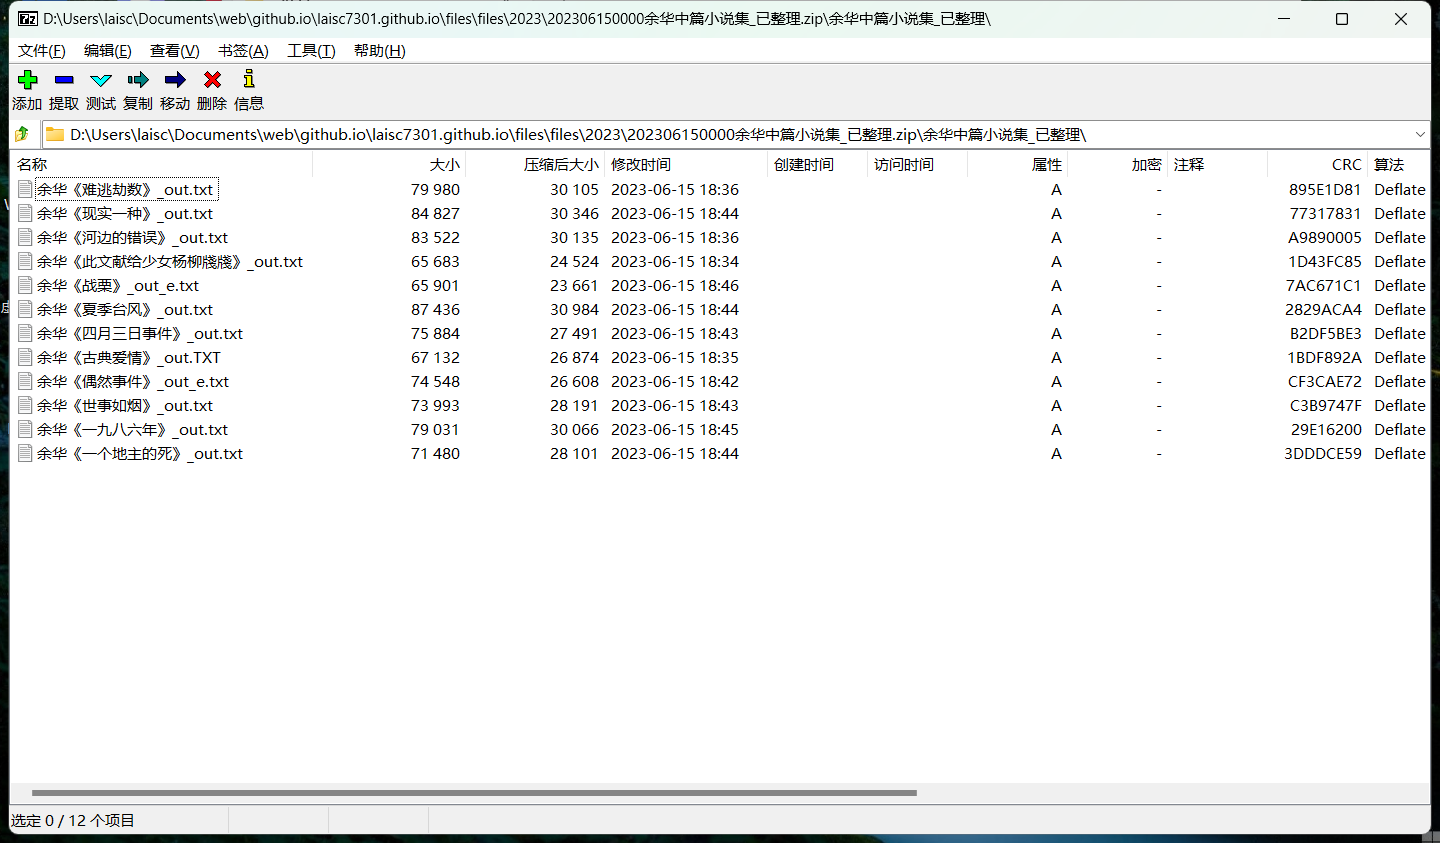 D:\Users\laisc\Documents\web\github.io\laisc7301.github.io\files\files\2023\202306150000余华中篇小说集_已整理.zip\余华中篇小说集_已整理\
文件(F) 编辑(E) 查看(V) 书签(A) 工具(T) 帮助(H)
添加 提取 测试 复制 移动 删除 信息
D:\Users\laisc\Documents\web\github.io\laisc7301.github.io\files\files\2023\202306150000余华中篇小说集_已整理.zip\余华中篇小说集_已整理\
名称 大小 压缩后大小 修改时间 创建时间 访问时间 属性 加密 注释 CRC 算法
余华《难逃劫数》_out.txt 79 980 30 105 2023-06-15 18:36 A - 895E1D81 Deflate
余华《现实一种》_out.txt 84 827 30 346 2023-06-15 18:44 A - 77317831 Deflate
余华《河边的错误》_out.txt 83 522 30 135 2023-06-15 18:36 A - A9890005 Deflate
余华《此文献给少女杨柳牋牋》_out.txt 65 683 24 524 2023-06-15 18:34 A - 1D43FC85 Deflate
余华《战栗》_out_e.txt 65 901 23 661 2023-06-15 18:46 A - 7AC671C1 Deflate
余华《夏季台风》_out.txt 87 436 30 984 2023-06-15 18:44 A - 2829ACA4 Deflate
余华《四月三日事件》_out.txt 75 884 27 491 2023-06-15 18:43 A - B2DF5BE3 Deflate
余华《古典爱情》_out.TXT 67 132 26 874 2023-06-15 18:35 A - 1BDF892A Deflate
余华《偶然事件》_out_e.txt 74 548 26 608 2023-06-15 18:42 A - CF3CAE72 Deflate
余华《世事如烟》_out.txt 73 993 28 191 2023-06-15 18:43 A - C3B9747F Deflate
余华《一九八六年》_out.txt 79 031 30 066 2023-06-15 18:45 A - 29E16200 Deflate
余华《一个地主的死》_out.txt 71 480 28 101 2023-06-15 18:44 A - 3DDDCE59 Deflate
选定 0 / 12 个项目